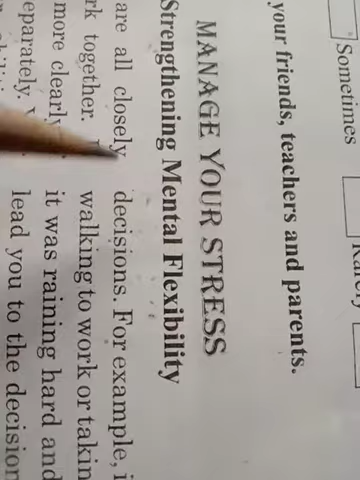 Sometimes
Rarely
your friends, teachers and parents.
MANAGE YOUR STRESS
Strengthening Mental Flexibility
are all closely
rk together.
more clearly
eparately.
decisions. For example, i
walking to work or takin
it was raining hard and
lead you to the decision